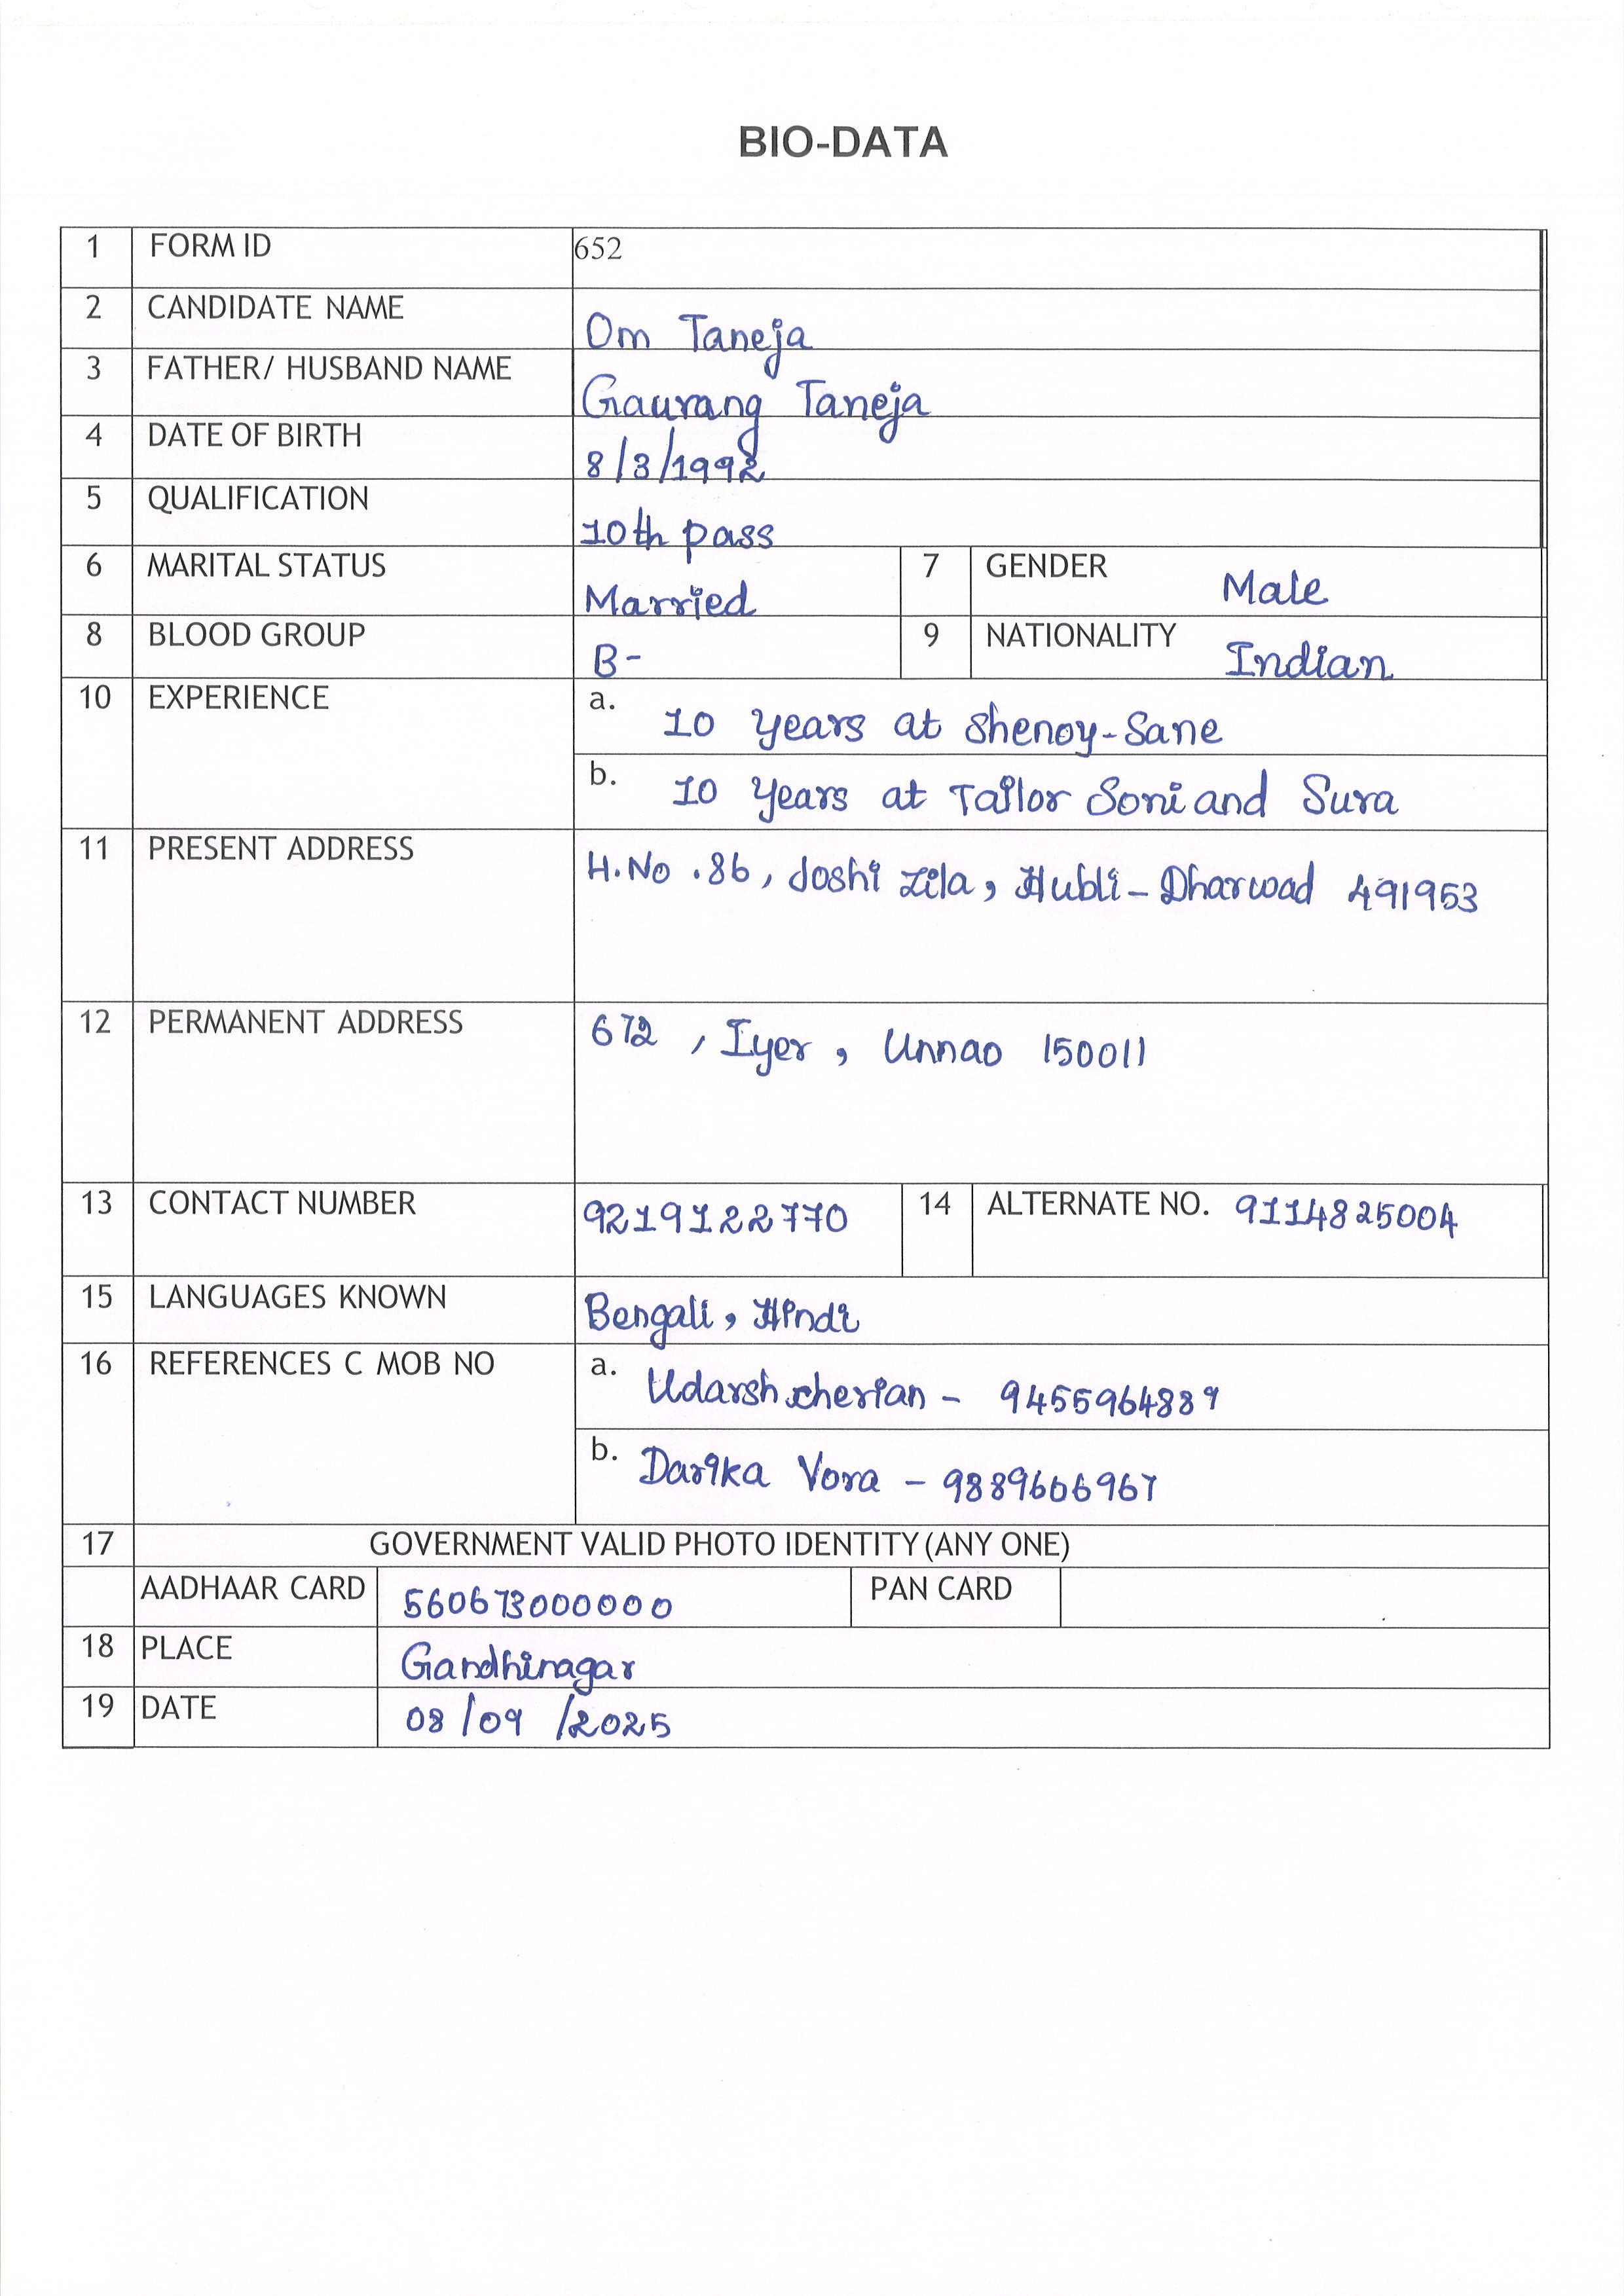 BIO-DATA
1 FORM ID 652
2 CANDIDATE NAME Om Taneja
3 FATHER/ HUSBAND NAME Gaurang Taneja
4 DATE OF BIRTH 8/3/1992
5 QUALIFICATION 10th pass
6 MARITAL STATUS Married 7 GENDER Male
8 BLOOD GROUP B- 9 NATIONALITY Indian
10 EXPERIENCE a. 10 years at Shenoy-Sane
b. 10 Years at Tailor Soni and Sura
11 PRESENT ADDRESS H.No .86, Joshi Zila, Hubli-Dharwad 491953
12 PERMANENT ADDRESS 672 , Iyer, Unnao 150011
13 CONTACT NUMBER 9219122770 14 ALTERNATE NO. 9114825004
15 LANGUAGES KNOWN Bengali, Hindi
16 REFERENCES C MOB NO a. Udarsh cherian - 9455964889
b. Darika Vora - 9889606967
17 GOVERNMENT VALID PHOTO IDENTITY (ANY ONE)
AADHAAR CARD 560673000000 PAN CARD
18 PLACE Gandhinagar
19 DATE 08/09/2025